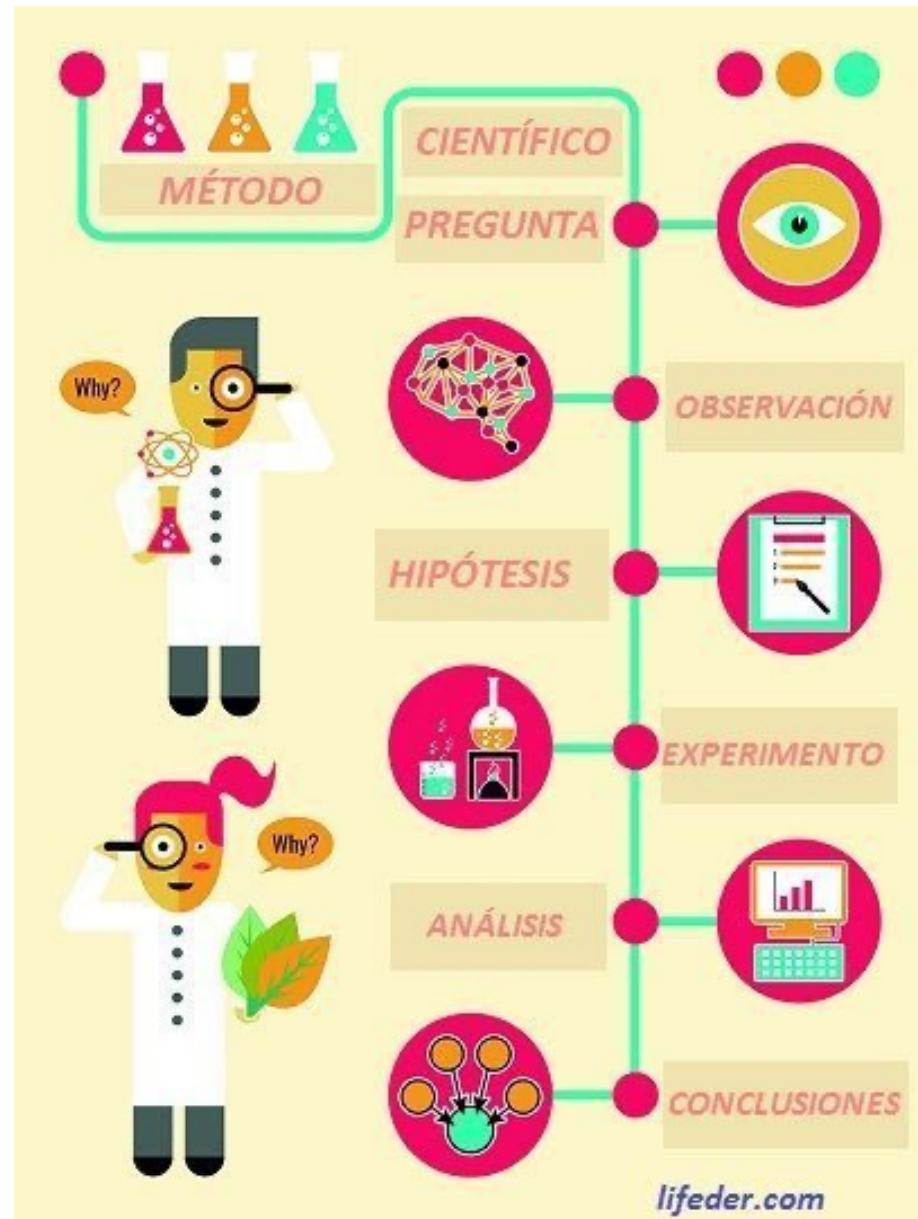 MÉTODO
CIENTÍFICO
PREGUNTA
Why?
OBSERVACIÓN
HIPÓTESIS
EXPERIMENTO
Why?
ANÁLISIS
CONCLUSIONES
lifeder.com